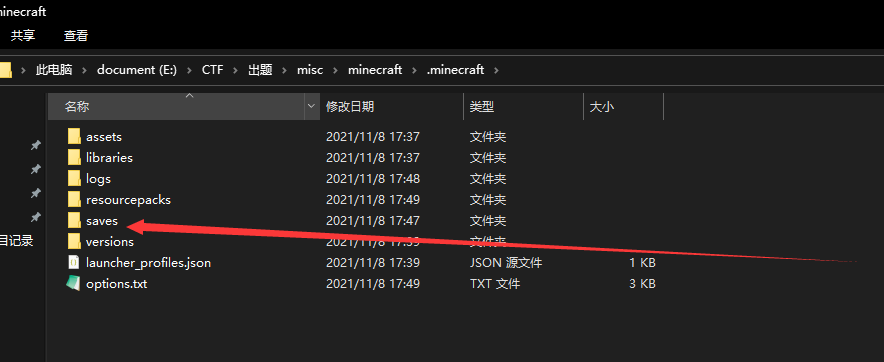 minecraft
共享 查看
此电脑 document (E:) CTF 出题 misc minecraft .minecraft
名称 修改日期 类型 大小
assets 2021/11/8 17:37 文件夹
libraries 2021/11/8 17:37 文件夹
logs 2021/11/8 17:48 文件夹
resourcepacks 2021/11/8 17:49 文件夹
saves 2021/11/8 17:47 文件夹
versions 2021/11/8 17:39 文件夹
launcher_profiles.json 2021/11/8 17:39 JSON 源文件 1 KB
options.txt 2021/11/8 17:49 TXT 文件 3 KB
目记录